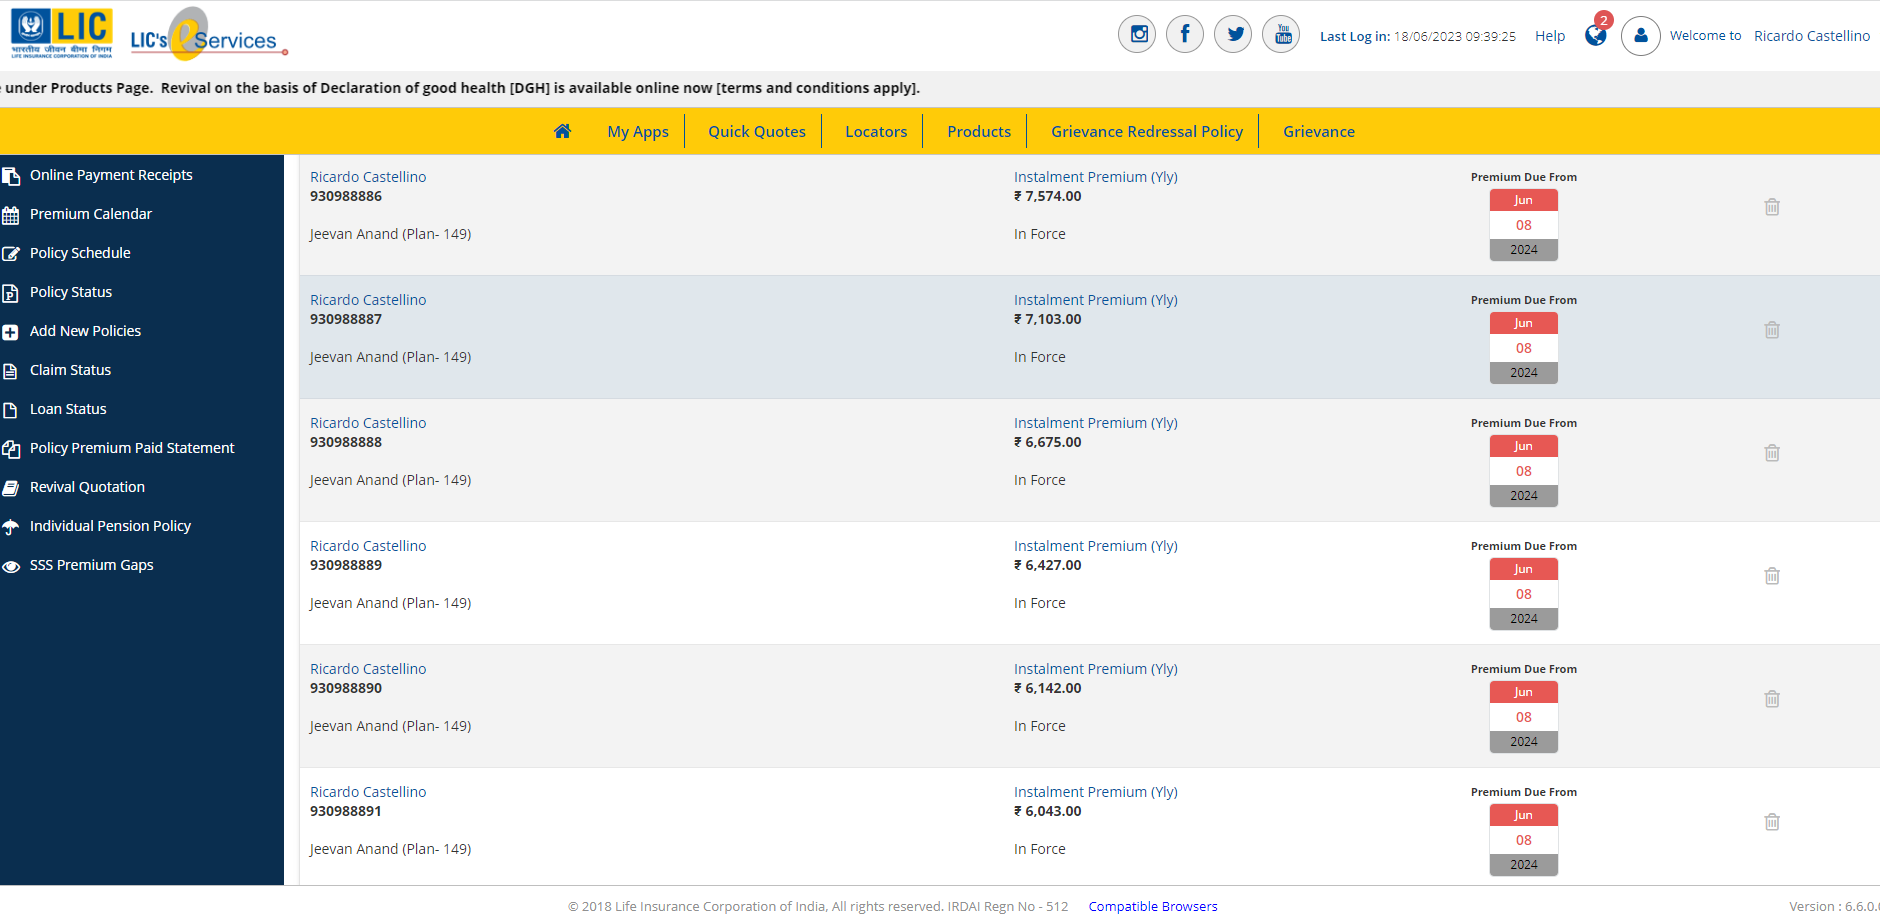 LIC
भारतीय जीवन बीमा निगम
LIFE INSURANCE CORPORATION OF INDIA
LIC's e Services
You Tube
Last Log in: 18/06/2023 09:39:25
Help
2
Welcome to Ricardo Castellino
under Products Page. Revival on the basis of Declaration of good health [DGH] is available online now [terms and conditions apply].
My Apps
Quick Quotes
Locators
Products
Grievance Redressal Policy
Grievance
Online Payment Receipts
Premium Calendar
Policy Schedule
Policy Status
Add New Policies
Claim Status
Loan Status
Policy Premium Paid Statement
Revival Quotation
Individual Pension Policy
SSS Premium Gaps
Ricardo Castellino
930988886
Jeevan Anand (Plan- 149)
Instalment Premium (Yly)
₹ 7,574.00
In Force
Premium Due From
Jun
08
2024
Ricardo Castellino
930988887
Jeevan Anand (Plan- 149)
Instalment Premium (Yly)
₹ 7,103.00
In Force
Premium Due From
Jun
08
2024
Ricardo Castellino
930988888
Jeevan Anand (Plan- 149)
Instalment Premium (Yly)
₹ 6,675.00
In Force
Premium Due From
Jun
08
2024
Ricardo Castellino
930988889
Jeevan Anand (Plan- 149)
Instalment Premium (Yly)
₹ 6,427.00
In Force
Premium Due From
Jun
08
2024
Ricardo Castellino
930988890
Jeevan Anand (Plan- 149)
Instalment Premium (Yly)
₹ 6,142.00
In Force
Premium Due From
Jun
08
2024
Ricardo Castellino
930988891
Jeevan Anand (Plan- 149)
Instalment Premium (Yly)
₹ 6,043.00
In Force
Premium Due From
Jun
08
2024
© 2018 Life Insurance Corporation of India, All rights reserved. IRDAI Regn No - 512
Compatible Browsers
Version : 6.6.0.